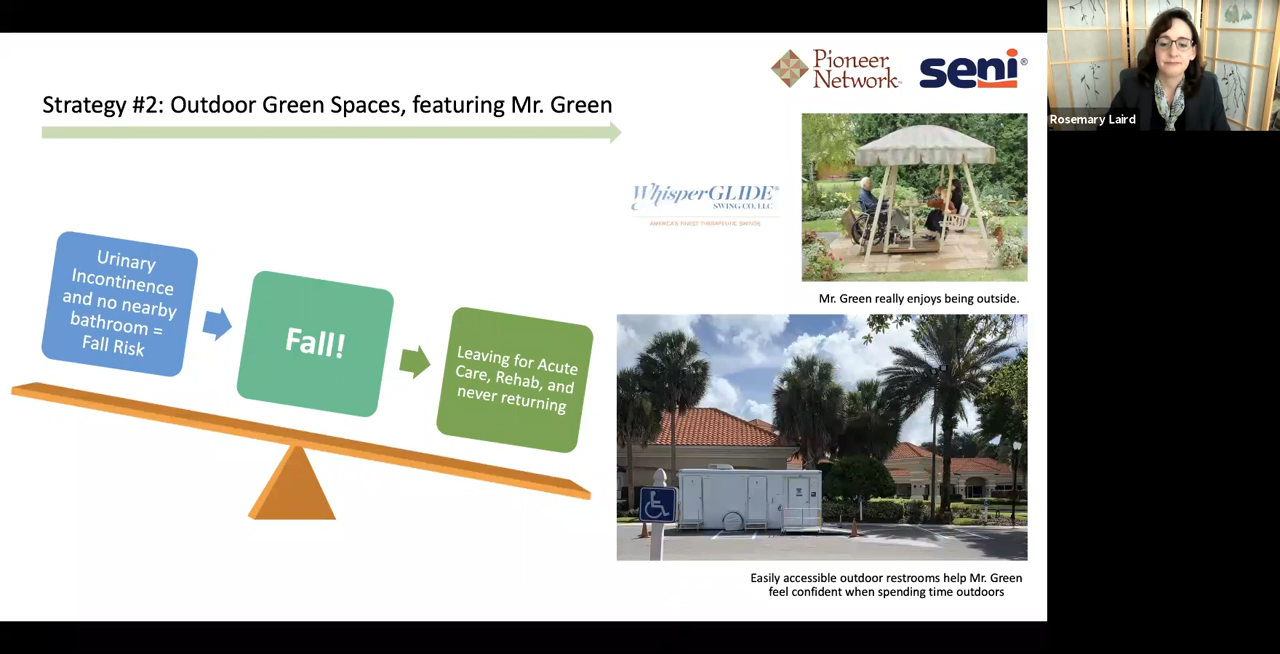 Pioneer
Network™
seni®
Rosemary Laird
Strategy #2: Outdoor Green Spaces, featuring Mr. Green
WhisperGLIDE®
SWING CO., LLC
AMERICA'S FINEST THERAPEUTIC SWINGS
Mr. Green really enjoys being outside.
Urinary
Incontinence
and no nearby
bathroom =
Fall Risk
Fall!
Leaving for Acute
Care, Rehab, and
never returning
Easily accessible outdoor restrooms help Mr. Green
feel confident when spending time outdoors